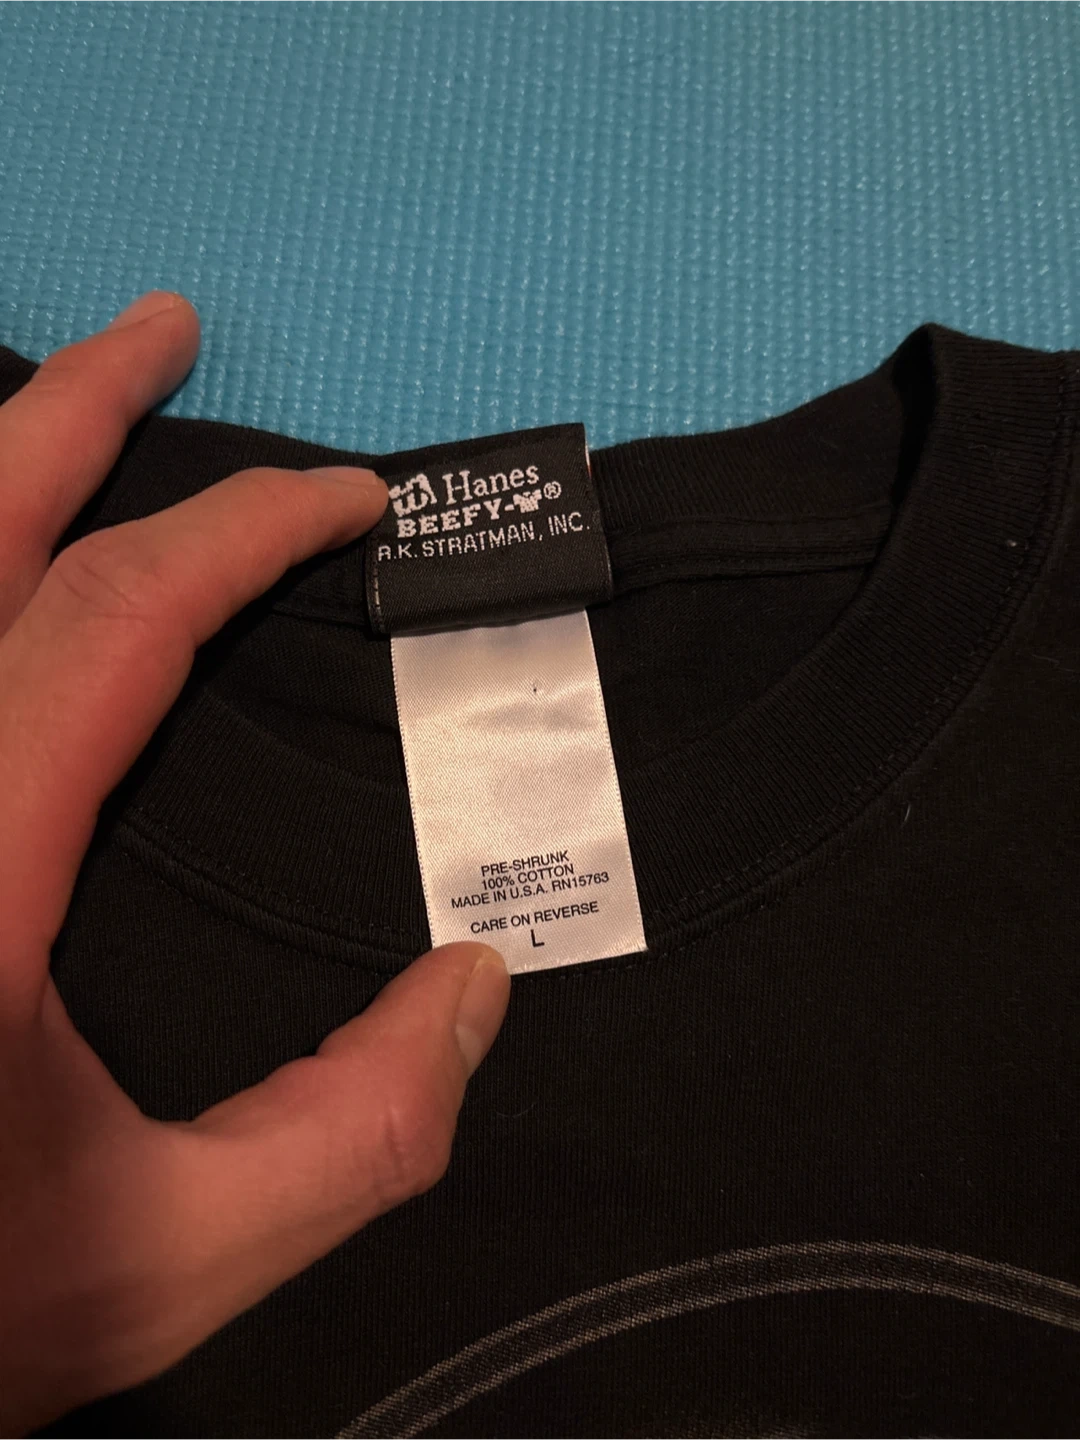 Hanes
BEEFY-®
R.K. STRATMAN, INC.
PRE-SHRUNK
100% COTTON
MADE IN U.S.A. RN15763
CARE ON REVERSE
L